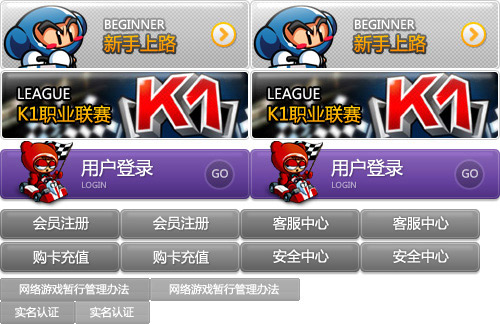 BEGINNER BEGINNER
新手上路 新手上路
LEAGUE K1 LEAGUE K1
K1职业联赛 K1职业联赛
用户登录 GO 用户登录 GO
LOGIN LOGIN
会员注册 会员注册 客服中心 客服中心
购卡充值 购卡充值 安全中心 安全中心
网络游戏暂行管理办法 网络游戏暂行管理办法
实名认证 实名认证